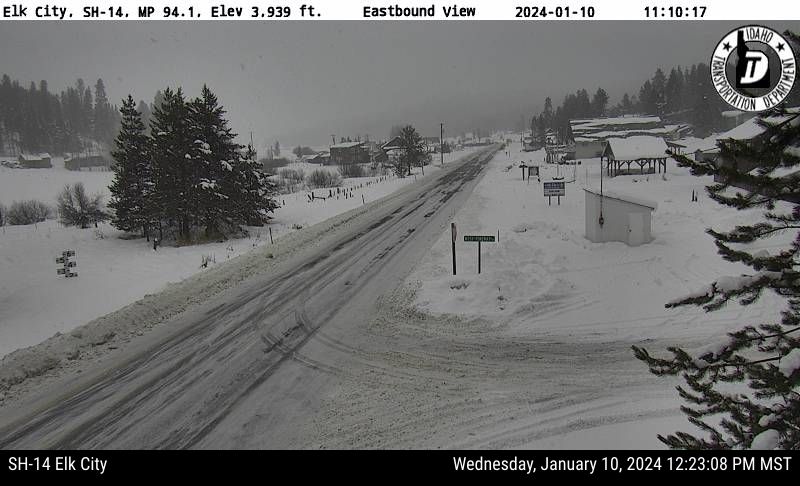 Elk City, SH-14, MP 94.1, Elev 3,939 ft. Eastbound View 2024-01-10 11:10:17
IDAHO
TRANSPORTATION DEPARTMENT
SH-14 Elk City Wednesday, January 10, 2024 12:23:08 PM MST